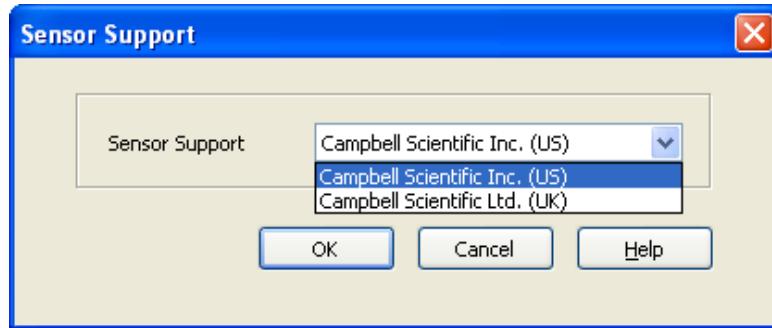 Sensor Support
Sensor Support Campbell Scientific Inc. (US)
Campbell Scientific Inc. (US)
Campbell Scientific Ltd. (UK)
OK Cancel Help